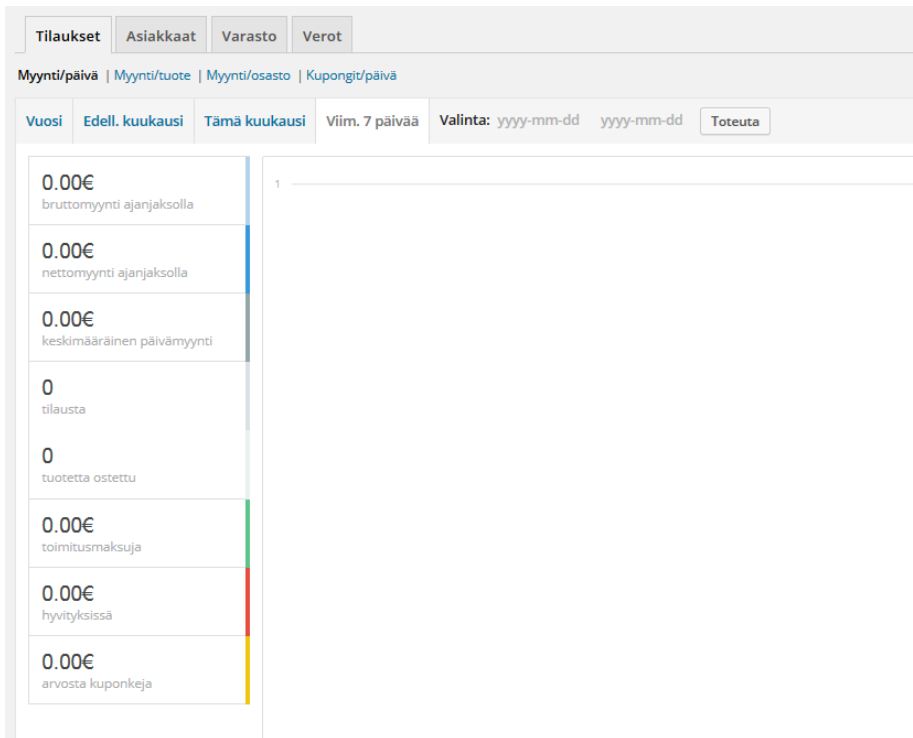 Tilaukset Asiakkaat Varasto Verot
Myynti/päivä | Myynti/tuote | Myynti/osasto | Kupongit/päivä
Vuosi Edell. kuukausi Tämä kuukausi Viim. 7 päivää Valinta: yyyy-mm-dd yyyy-mm-dd Toteuta
0.00€
bruttomyynti ajanjaksolla
0.00€
nettomyynti ajanjaksolla
0.00€
keskimääräinen päivämyynti
0
tilausta
0
tuotetta ostettu
0.00€
toimitusmaksuja
0.00€
hyvityksissä
0.00€
arvosta kuponkeja
1